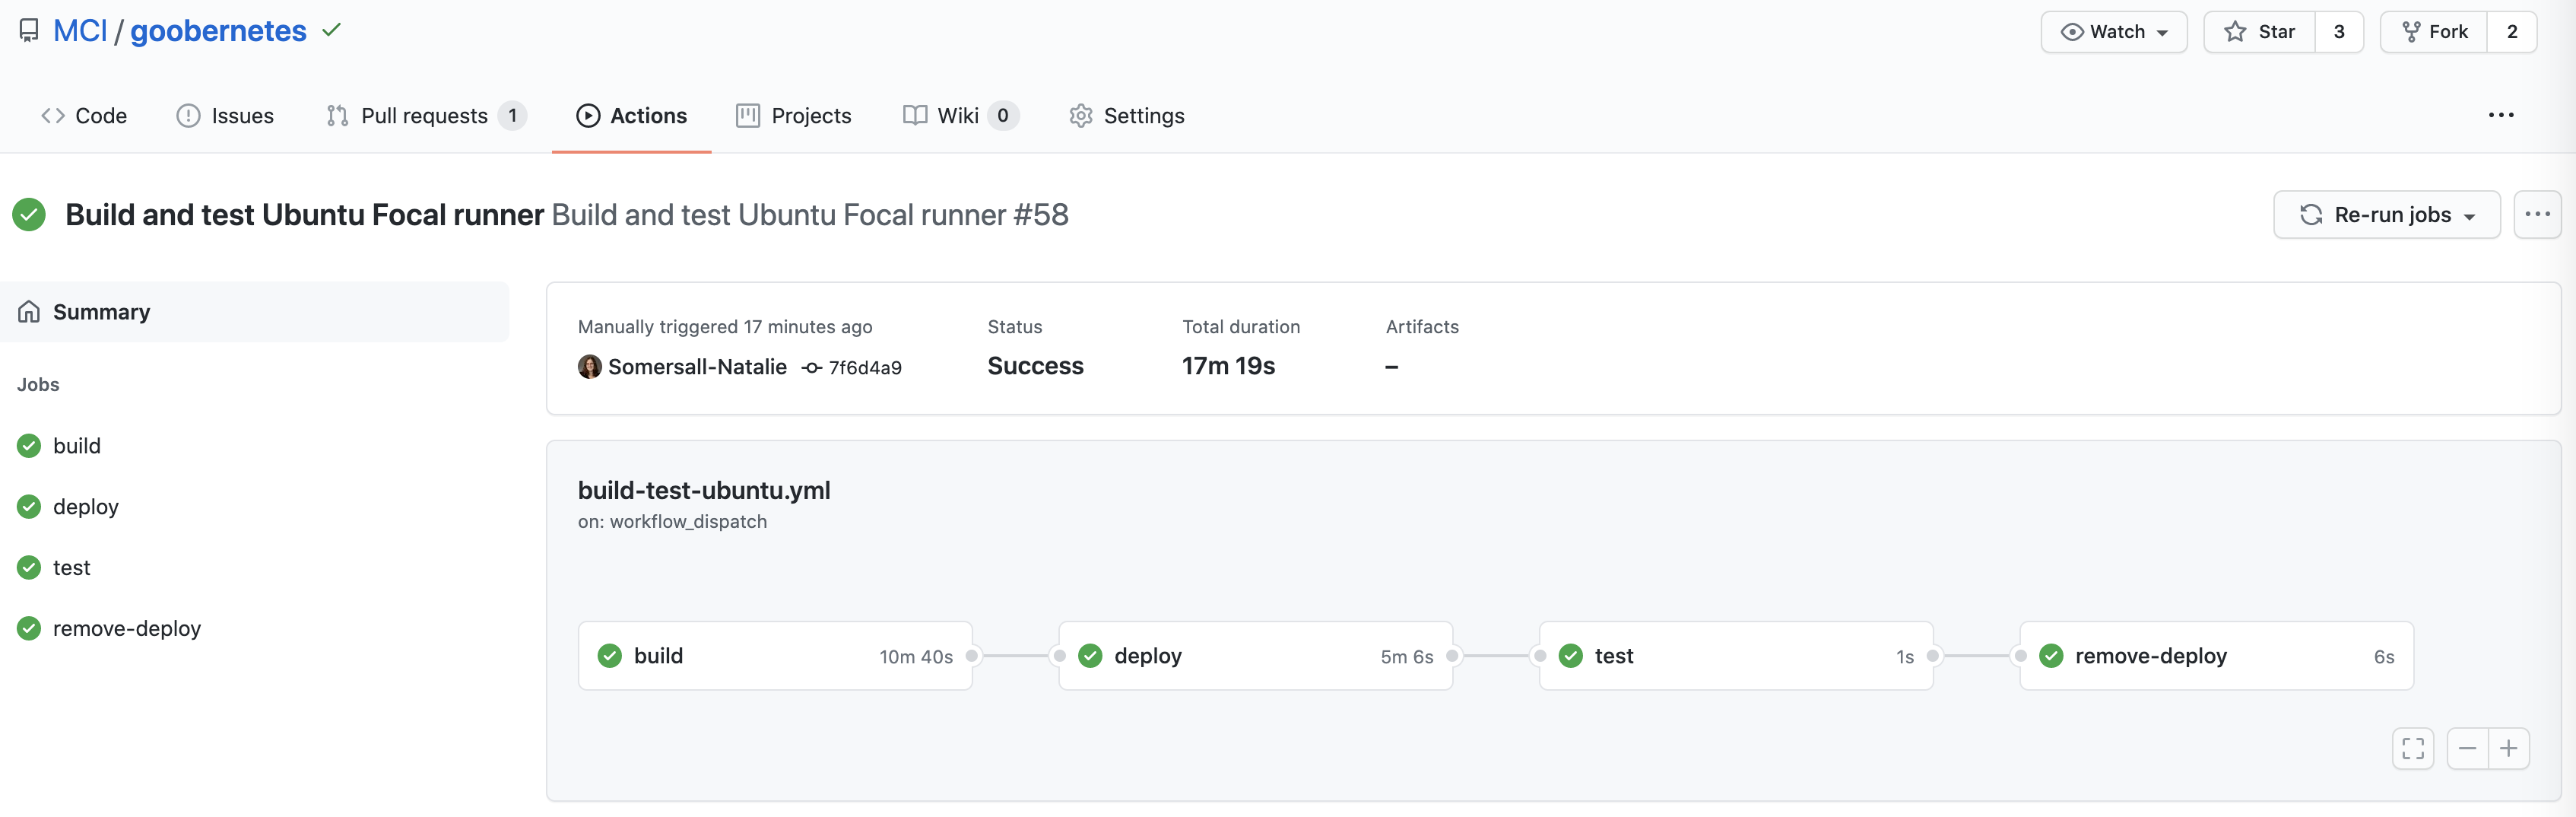 MCI / goobernetes
Watch
Star 3
Fork 2
Code
Issues
Pull requests 1
Actions
Projects
Wiki 0
Settings
Build and test Ubuntu Focal runner Build and test Ubuntu Focal runner #58
Re-run jobs
Summary
Jobs
build
deploy
test
remove-deploy
Manually triggered 17 minutes ago
Somersall-Natalie 7f6d4a9
Status
Success
Total duration
17m 19s
Artifacts
–
build-test-ubuntu.yml
on: workflow_dispatch
build 10m 40s
deploy 5m 6s
test 1s
remove-deploy 6s